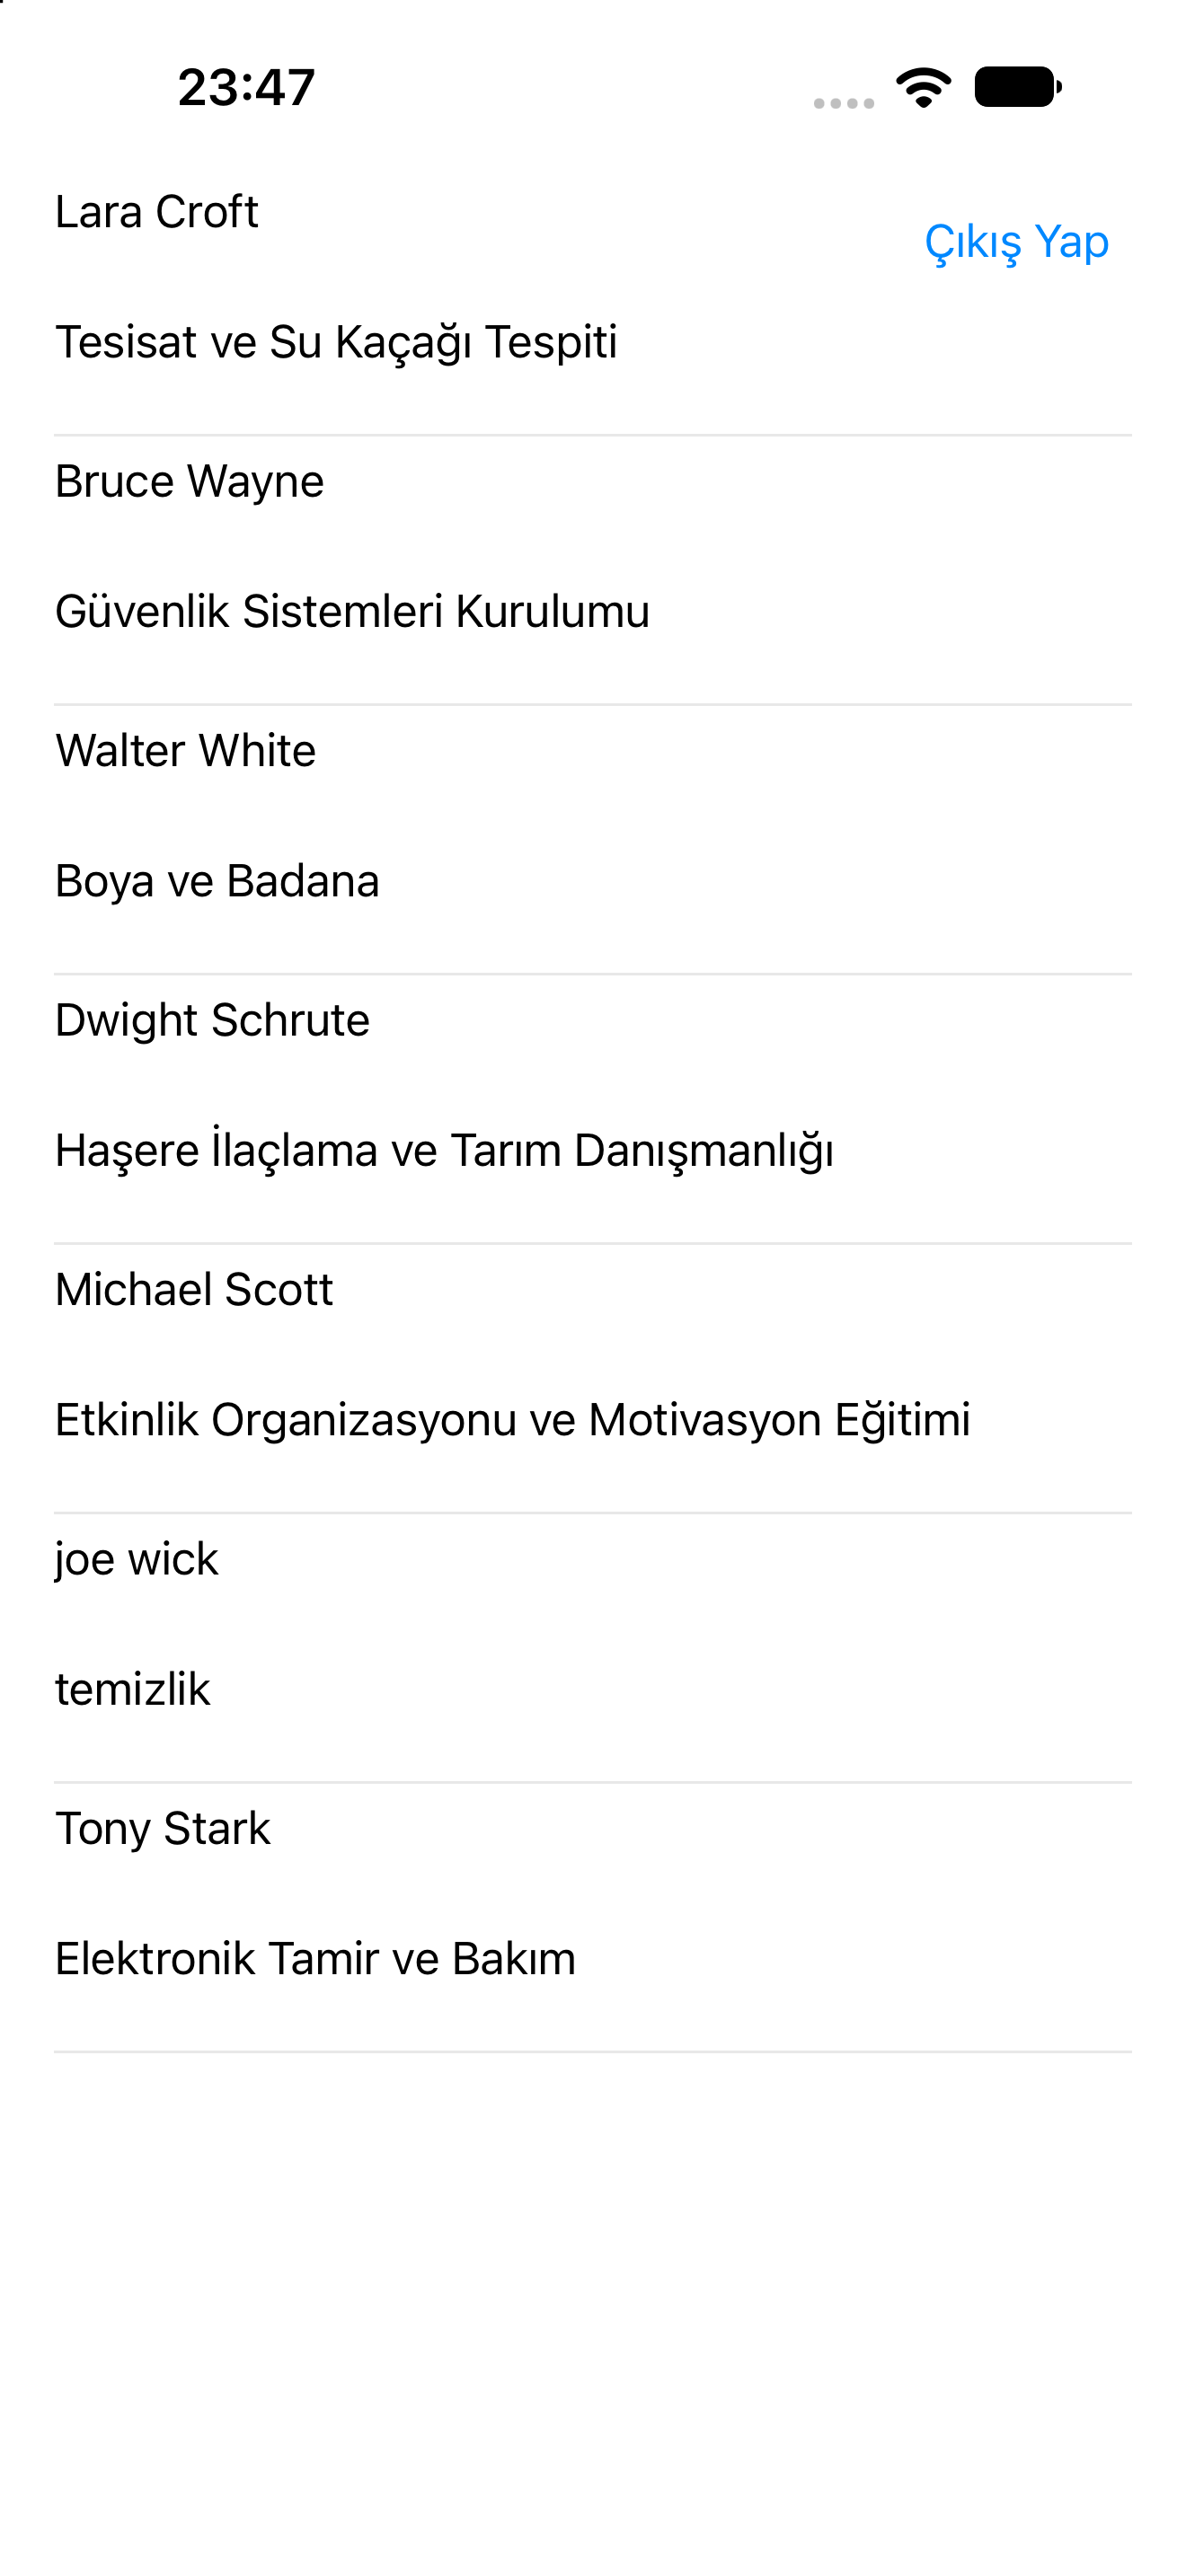 23:47
Lara Croft
Çıkış Yap
Tesisat ve Su Kaçağı Tespiti
Bruce Wayne
Güvenlik Sistemleri Kurulumu
Walter White
Boya ve Badana
Dwight Schrute
Haşere İlaçlama ve Tarım Danışmanlığı
Michael Scott
Etkinlik Organizasyonu ve Motivasyon Eğitimi
joe wick
temizlik
Tony Stark
Elektronik Tamir ve Bakım